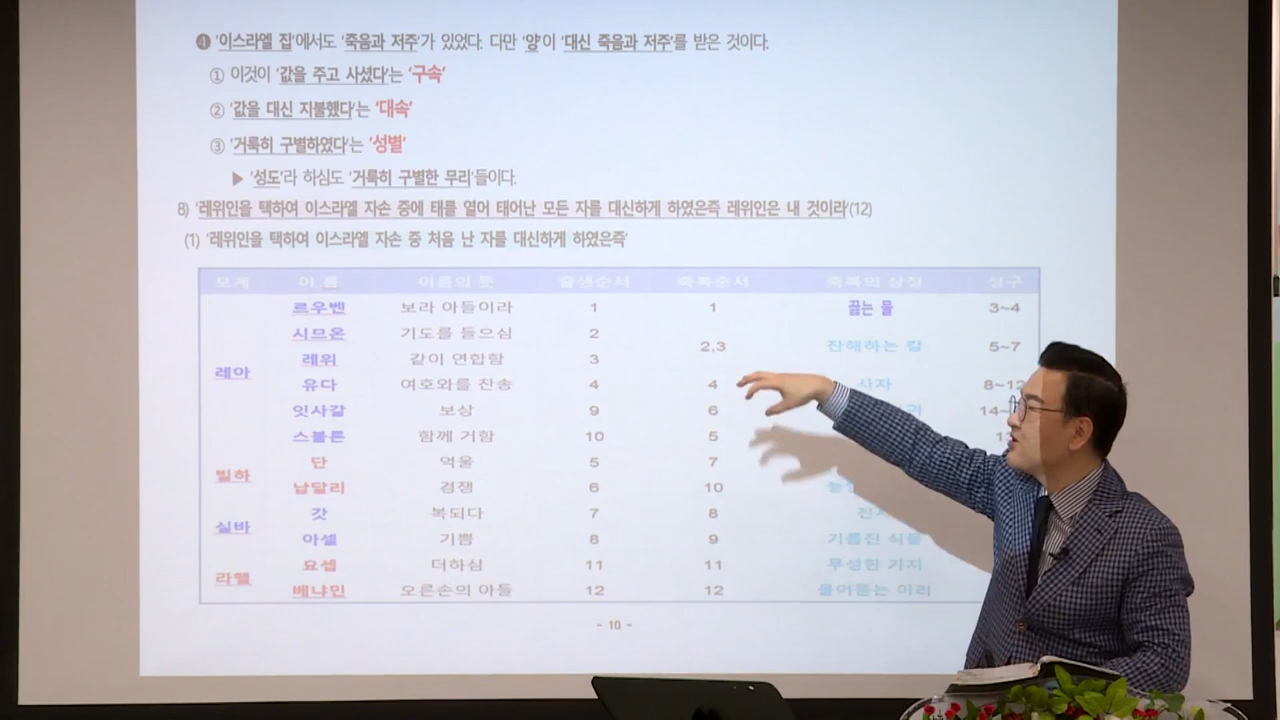 ❹ '이스라엘 집'에서도 '죽음과 저주'가 있었다. 다만 '양'이 '대신 죽음과 저주'를 받은 것이다.
① 이것이 '값을 주고 사셨다'는 '구속'
② '값을 대신 지불했다'는 '대속'
③ '거룩히 구별하였다'는 '성별'
▶ '성도'라 하심도 '거룩히 구별한 무리'들이다.
8) '레위인을 택하여 이스라엘 자손 중에 태를 열어 태어난 모든 자를 대신하게 하였은즉 레위인은 내 것이라'(12)
(1) '레위인을 택하여 이스라엘 자손 중 처음 난 자를 대신하게 하였은즉'
모계 이 름 이름의 뜻 출생순서 축복순서 축복의 상징 성구
르우벤 보라 아들이라 1 1 끓는 물 3~4
시므온 기도를 들으심 2
2,3 잔해하는 칼 5~7
레위 같이 연합함 3
레아
유다 여호와를 찬송 4 4 사자 8~12
잇사갈 보상 9 6 14~
스불론 함께 거함 10 5
단 억울 5 7
빌하
납달리 경쟁 6 10
갓 복되다 7 8
실바
아셀 기쁨 8 9 기름진 식물
요셉 더하심 11 11 무성한 가지
라헬
베냐민 오른손의 아들 12 12 물어뜯는 이리
- 10 -